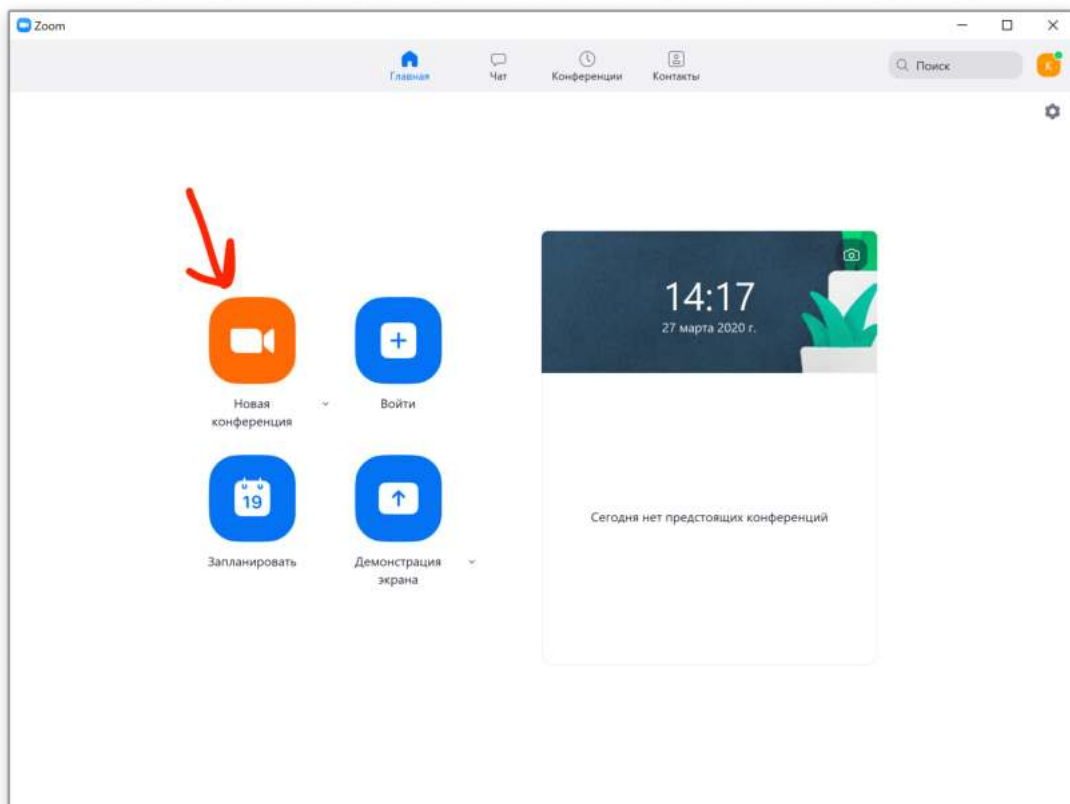 Zoom
Главная
Чат
Конференции
Контакты
Поиск
К
14:17
27 марта 2020 г.
Новая
конференция
Войти
19
Запланировать
Демонстрация
экрана
Сегодня нет предстоящих конференций